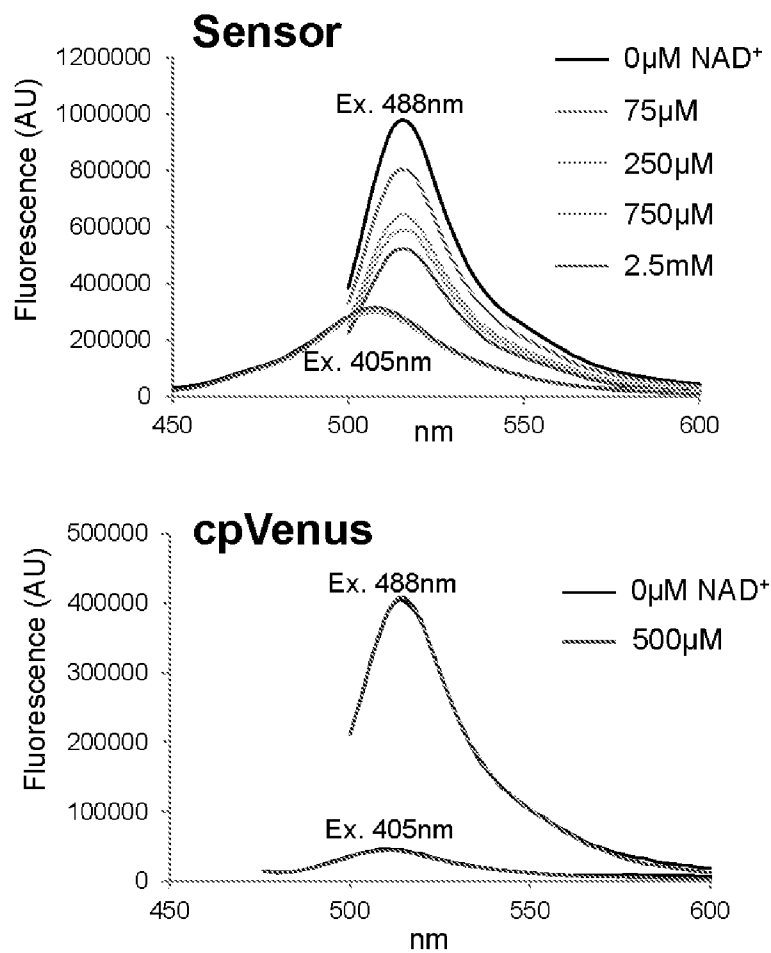 Sensor
Fluorescence (AU)
1200000
1000000
800000
600000
400000
200000
0
450
500
550
600
nm
Ex. 488nm
Ex. 405nm
0µM NAD⁺
75µM
250µM
750µM
2.5mM
cpVenus
Fluorescence (AU)
500000
400000
300000
200000
100000
0
450
500
550
600
nm
Ex. 488nm
Ex. 405nm
0µM NAD⁺
500µM